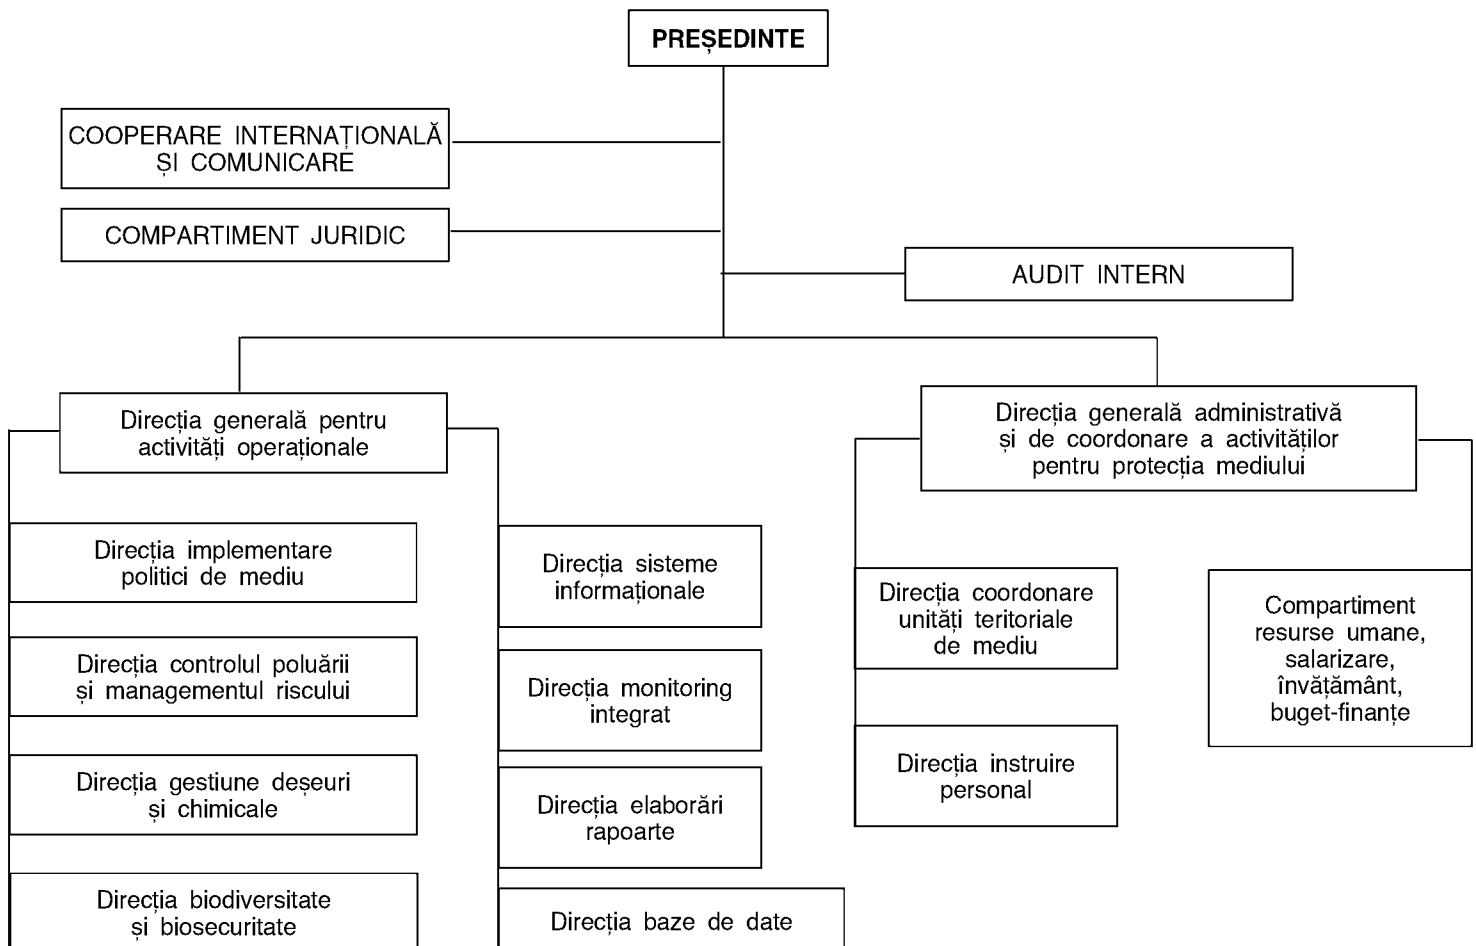 PREȘEDINTE
COOPERARE INTERNAȚIONALĂ
ȘI COMUNICARE
COMPARTIMENT JURIDIC
AUDIT INTERN
Direcția generală pentru
activități operaționale
Direcția generală administrativă
și de coordonare a activităților
pentru protecția mediului
Direcția implementare
politici de mediu
Direcția controlul poluării
și managementul riscului
Direcția gestiune deșeuri
și chimicale
Direcția biodiversitate
și biosecuritate
Direcția sisteme
informaționale
Direcția monitoring
integrat
Direcția elaborări
rapoarte
Direcția baze de date
Direcția coordonare
unități teritoriale
de mediu
Direcția instruire
personal
Compartiment
resurse umane,
salarizare,
învățământ,
buget-finanțe